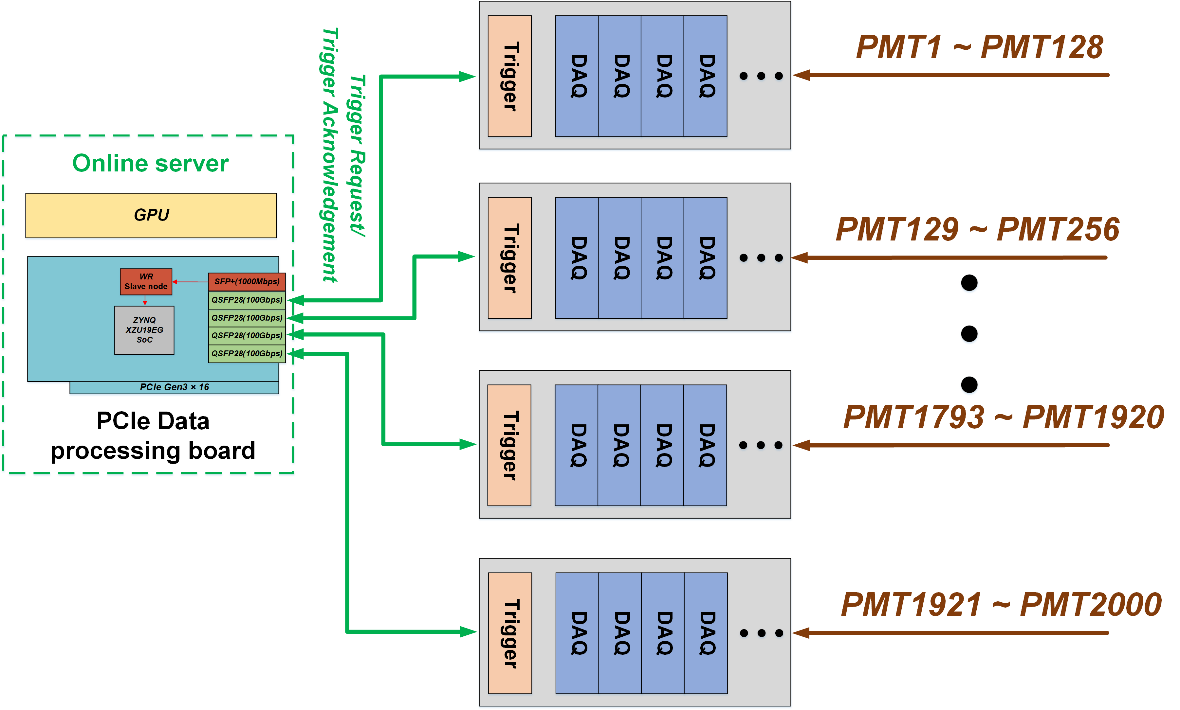 Online server
GPU
WR
Slave node
SFP+(1000Mbps)
QSFP28(100Gbps)
QSFP28(100Gbps)
QSFP28(100Gbps)
QSFP28(100Gbps)
ZYNQ
XZU19EG
SoC
PCIe Gen3 × 16
PCIe Data
processing board
Trigger Request/
Trigger Acknowledgement
Trigger
DAQ
DAQ
DAQ
DAQ
PMT1 ~ PMT128
Trigger
DAQ
DAQ
DAQ
DAQ
PMT129 ~ PMT256
Trigger
DAQ
DAQ
DAQ
DAQ
PMT1793 ~ PMT1920
Trigger
DAQ
DAQ
DAQ
DAQ
PMT1921 ~ PMT2000